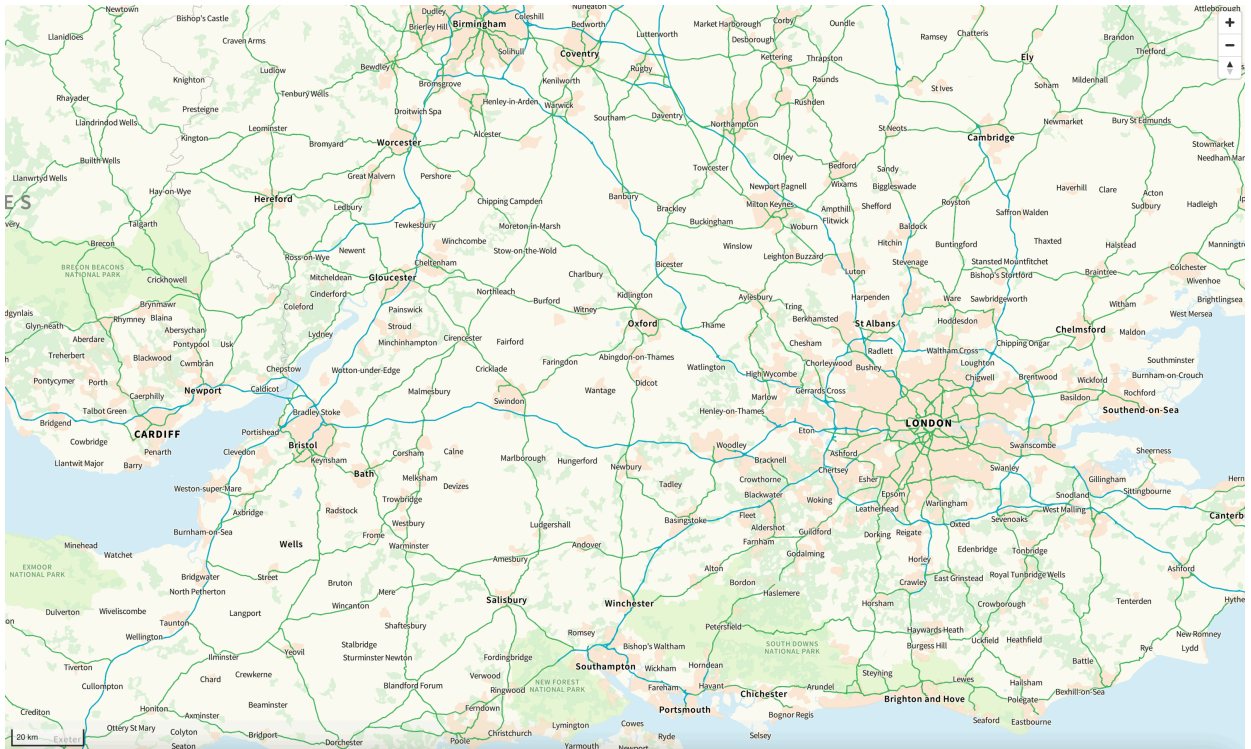 Newtown
Bishop's Castle
Dudley
Birmingham
Coleshill
Nuneaton
Bedworth
Lutterworth
Market Harborough
Corby
Desborough
Oundle
Ramsey
Chatteris
Attleborough
Brandon
Thetford
Llanidloes
Craven Arms
Brierley Hill
Solihull
Coventry
Rugby
Kettering
Thrapston
Ely
Knighton
Ludlow
Bewdley
Bromsgrove
Kenilworth
Raunds
St Ives
Soham
Mildenhall
Rhayader
Presteigne
Tenbury Wells
Droitwich Spa
Henley-in-Arden
Warwick
Southam
Daventry
Northampton
Rushden
St Neots
Cambridge
Newmarket
Bury St Edmunds
Stowmarket
Needham Mar
Llandrindod Wells
Kington
Leominster
Bromyard
Worcester
Alcester
Builth Wells
Llanwrtyd Wells
Hay-on-Wye
Great Malvern
Pershore
Towcester
Olney
Bedford
Wixams
Sandy
Biggleswade
Newport Pagnell
Haverhill
Clare
Acton
Sudbury
Hadleigh
Ip
ES
Hereford
Ledbury
Chipping Campden
Banbury
Brackley
Milton Keynes
Ampthill
Flitwick
Shefford
Royston
Saffron Walden
very
Talgarth
Brecon
Tewkesbury
Moreton-in-Marsh
Buckingham
Woburn
Baldock
Hitchin
Buntingford
Thaxted
Halstead
Manningtre
Newent
Ross-on-Wye
Winchcombe
Stow-on-the-Wold
Winslow
Leighton Buzzard
Luton
Stevenage
Stansted Mountfitchet
Bishop's Stortford
Braintree
Colchester
Wivenhoe
BRECON BEACONS
NATIONAL PARK
Crickhowell
Mitcheldean
Gloucester
Cheltenham
Charlbury
Bicester
Cinderford
Coleford
Northleach
Burford
Kidlington
Witney
Aylesbury
Tring
Berkhamsted
Harpenden
Ware
Sawbridgeworth
Hoddesdon
Witham
Brightlingsea
West Mersea
dgynlais
Brynmawr
Rhymney
Blaina
Glyn-neath
Abersychan
Aberdare
Pontypool
Usk
Lydney
Painswick
Stroud
Minchinhampton
Cirencester
Fairford
Oxford
Thame
St Albans
Chelmsford
Maldon
h
Treherbert
Blackwood
Cwmbrân
Chepstow
Wotton-under-Edge
Cricklade
Faringdon
Abingdon-on-Thames
Watlington
Chesham
Chorleywood
Radlett
Bushey
Waltham Cross
Chipping Ongar
Loughton
Chigwell
Brentwood
Wickford
Southminster
Burnham-on-Crouch
Pontycymer
Porth
Caerphilly
Newport
Caldicot
Malmesbury
Swindon
Wantage
Didcot
High Wycombe
Marlow
Gerrards Cross
Basildon
Rochford
Southend-on-Sea
Talbot Green
Bridgend
CARDIFF
Bradley Stoke
Henley-on-Thames
Eton
LONDON
Cowbridge
Penarth
Portishead
Bristol
Clevedon
Keynsham
Corsham
Calne
Marlborough
Hungerford
Newbury
Woodley
Bracknell
Ashford
Swanscombe
Sheerness
Llantwit Major
Barry
Bath
Melksham
Devizes
Trowbridge
Tadley
Crowthorne
Blackwater
Chertsey
Esher
Epsom
Swanley
Gillingham
Sittingbourne
Hern
Weston-super-Mare
Axbridge
Radstock
Westbury
Ludgershall
Basingstoke
Fleet
Woking
Leatherhead
Warlingham
Snodland
West Malling
Canterb
Burnham-on-Sea
Wells
Frome
Warminster
Andover
Aldershot
Farnham
Guildford
Dorking
Reigate
Oxted
Sevenoaks
Minehead
Watchet
Amesbury
Godalming
Horley
Edenbridge
Tonbridge
EXMOOR
NATIONAL PARK
Bridgwater
Street
North Petherton
Bruton
Mere
Alton
Bordon
Haslemere
Crawley
East Grinstead
Royal Tunbridge Wells
Ashford
Dulverton
Wiveliscombe
Langport
Wincanton
Salisbury
Winchester
Horsham
Crowborough
Tenterden
Hythe
on
Taunton
Wellington
Shaftesbury
Romsey
Petersfield
Haywards Heath
Burgess Hill
Uckfield
Heathfield
New Romney
Lydd
Rye
Stalbridge
Sturminster Newton
Yeovil
Ilminster
Fordingbridge
Bishop's Waltham
SOUTH DOWNS
NATIONAL PARK
Tiverton
Chard
Crewkerne
Southampton
Wickham
Horndean
Steyning
Lewes
Battle
Cullompton
Blandford Forum
Verwood
Ringwood
NEW FOREST
NATIONAL PARK
Fareham
Havant
Chichester
Arundel
Brighton and Hove
Hailsham
Polegate
Bexhill-on-Sea
Crediton
Honiton
Axminster
Beaminster
Ferndown
Portsmouth
Bognor Regis
Seaford
Eastbourne
Ottery St Mary
Colyton
Seaton
Bridport
Dorchester
Poole
Christchurch
Lymington
Yarmouth
Cowes
Newport
Ryde
Selsey
20 km
Exeter